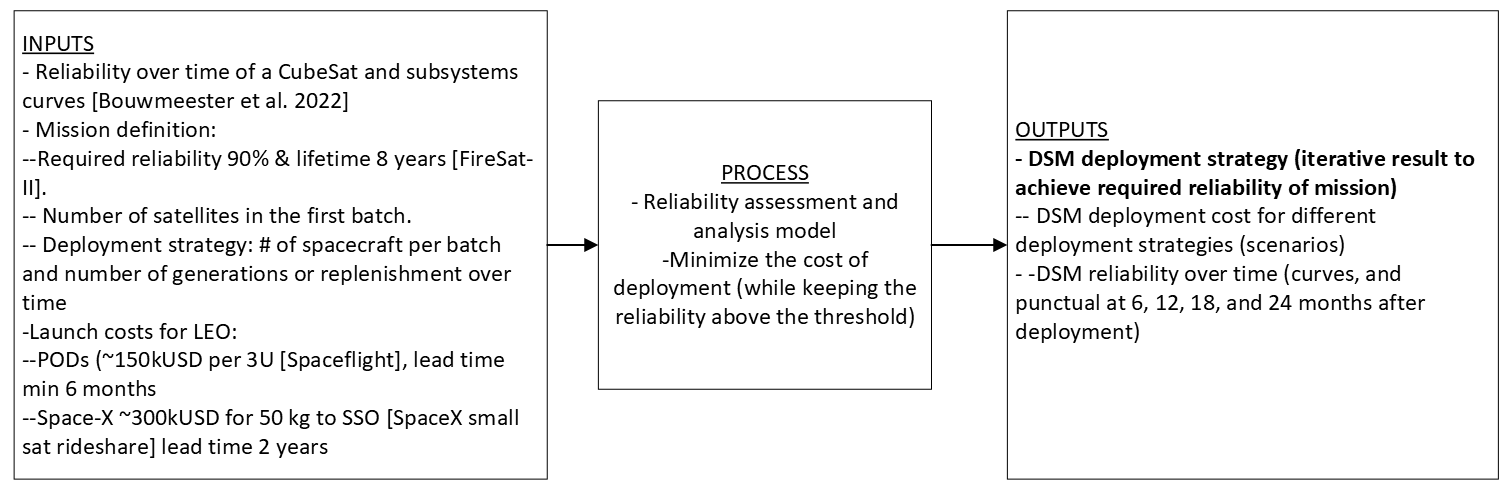 INPUTS
- Reliability over time of a CubeSat and subsystems
curves [Bouwmeester et al. 2022]
- Mission definition:
--Required reliability 90% & lifetime 8 years [FireSat-
II].
-- Number of satellites in the first batch.
-- Deployment strategy: # of spacecraft per batch
and number of generations or replenishment over
time
-Launch costs for LEO:
--PODs (~150kUSD per 3U [Spaceflight], lead time
min 6 months
--Space-X ~300kUSD for 50 kg to SSO [SpaceX small
sat rideshare] lead time 2 years
PROCESS
- Reliability assessment and
analysis model
-Minimize the cost of
deployment (while keeping the
reliability above the threshold)
OUTPUTS
- DSM deployment strategy (iterative result to
achieve required reliability of mission)
-- DSM deployment cost for different
deployment strategies (scenarios)
- -DSM reliability over time (curves, and
punctual at 6, 12, 18, and 24 months after
deployment)